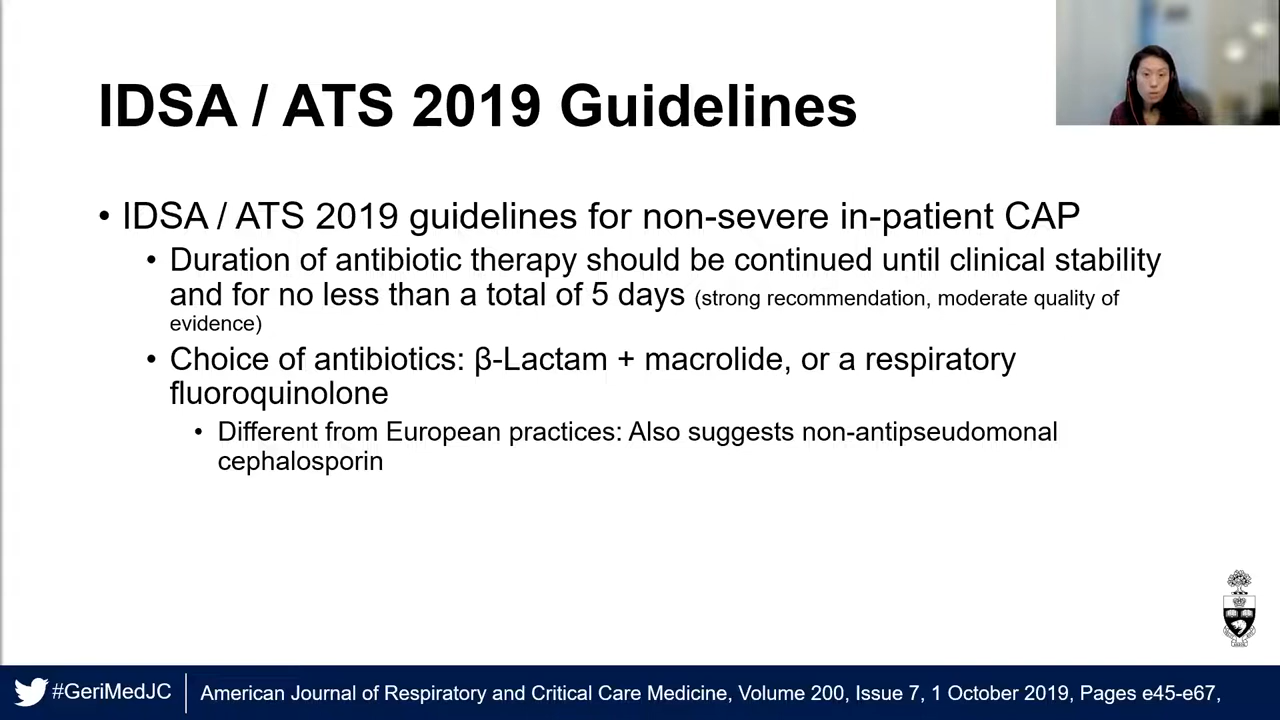 IDSA / ATS 2019 Guidelines
• IDSA / ATS 2019 guidelines for non-severe in-patient CAP
• Duration of antibiotic therapy should be continued until clinical stability
and for no less than a total of 5 days (strong recommendation, moderate quality of
evidence)
• Choice of antibiotics: β-Lactam + macrolide, or a respiratory
fluoroquinolone
• Different from European practices: Also suggests non-antipseudomonal
cephalosporin
#GeriMedJC
American Journal of Respiratory and Critical Care Medicine, Volume 200, Issue 7, 1 October 2019, Pages e45-e67,